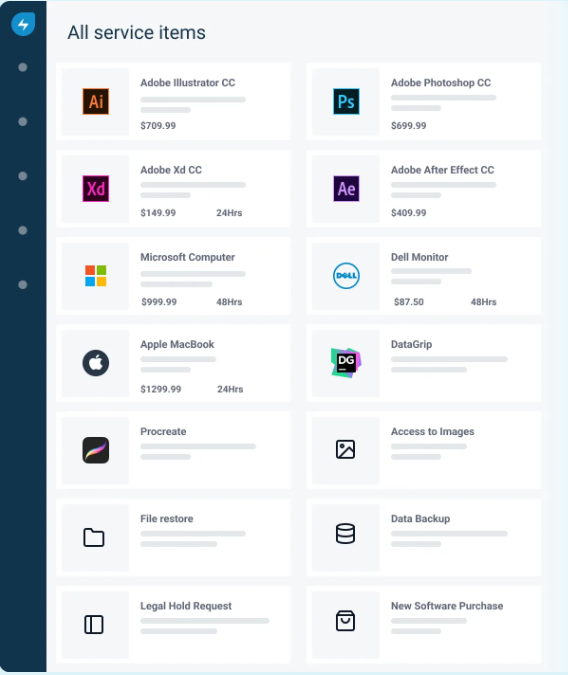 All service items
Ai
Adobe Illustrator CC
$709.99
Ps
Adobe Photoshop CC
$699.99
Xd
Adobe Xd CC
$149.99 24Hrs
Ae
Adobe After Effect CC
$409.99
Microsoft Computer
$999.99 48Hrs
DELL
Dell Monitor
$87.50 48Hrs
Apple MacBook
$1299.99 24Hrs
DG
DataGrip
Procreate
Access to Images
File restore
Data Backup
Legal Hold Request
New Software Purchase